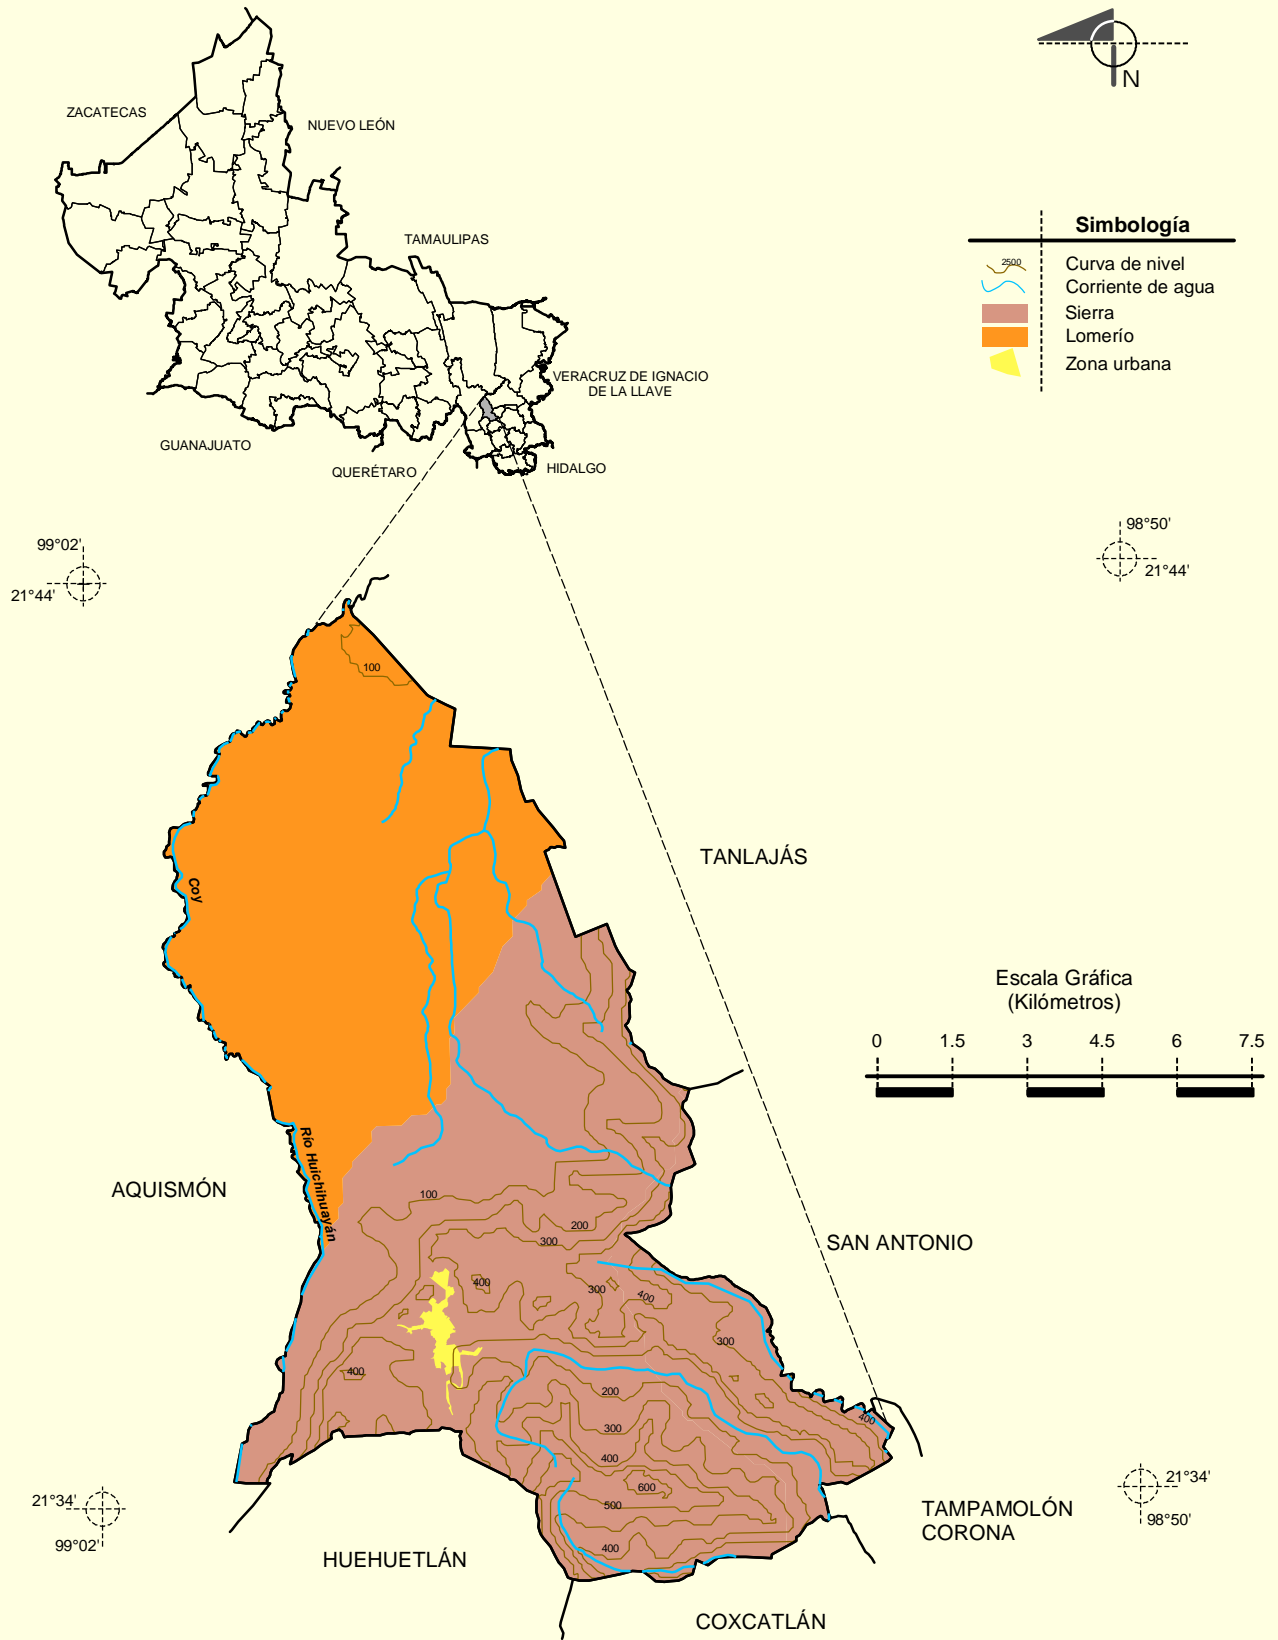 N
ZACATECAS
NUEVO LEÓN
TAMAULIPAS
VERACRUZ DE IGNACIO
DE LA LLAVE
GUANAJUATO
QUERÉTARO
HIDALGO
Simbología
2500
Curva de nivel
Corriente de agua
Sierra
Lomerío
Zona urbana
99°02'
21°44'
98°50'
21°44'
100
TANLAJÁS
Coy
Escala Gráfica
(Kilómetros)
0 1.5 3 4.5 6 7.5
Río Huichihuayán
AQUISMÓN
100
200
300
SAN ANTONIO
400
300
400
300
400
200
400
300
400
600
500
400
21°34'
99°02'
21°34'
98°50'
TAMPAMOLÓN
CORONA
HUEHUETLÁN
COXCATLÁN